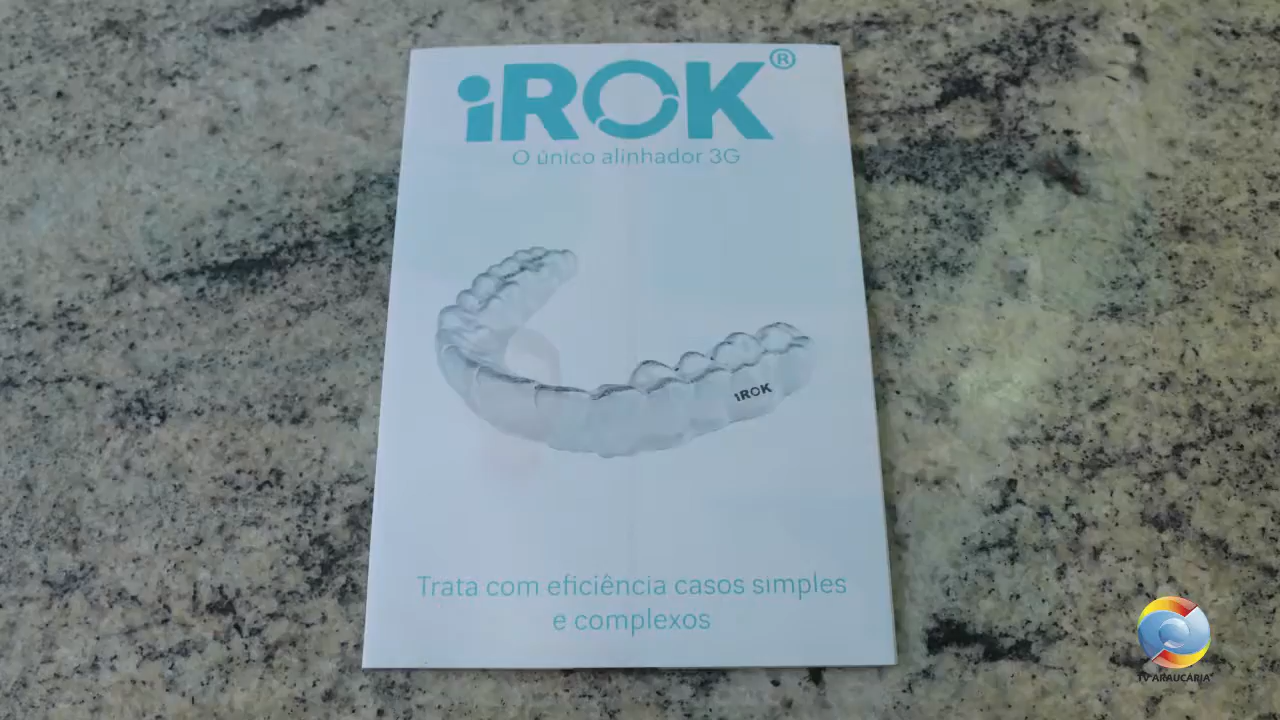 iROK®
O único alinhador 3G
iROK
Trata com eficiência casos simples
e complexos
TV ARAUCÁRIA